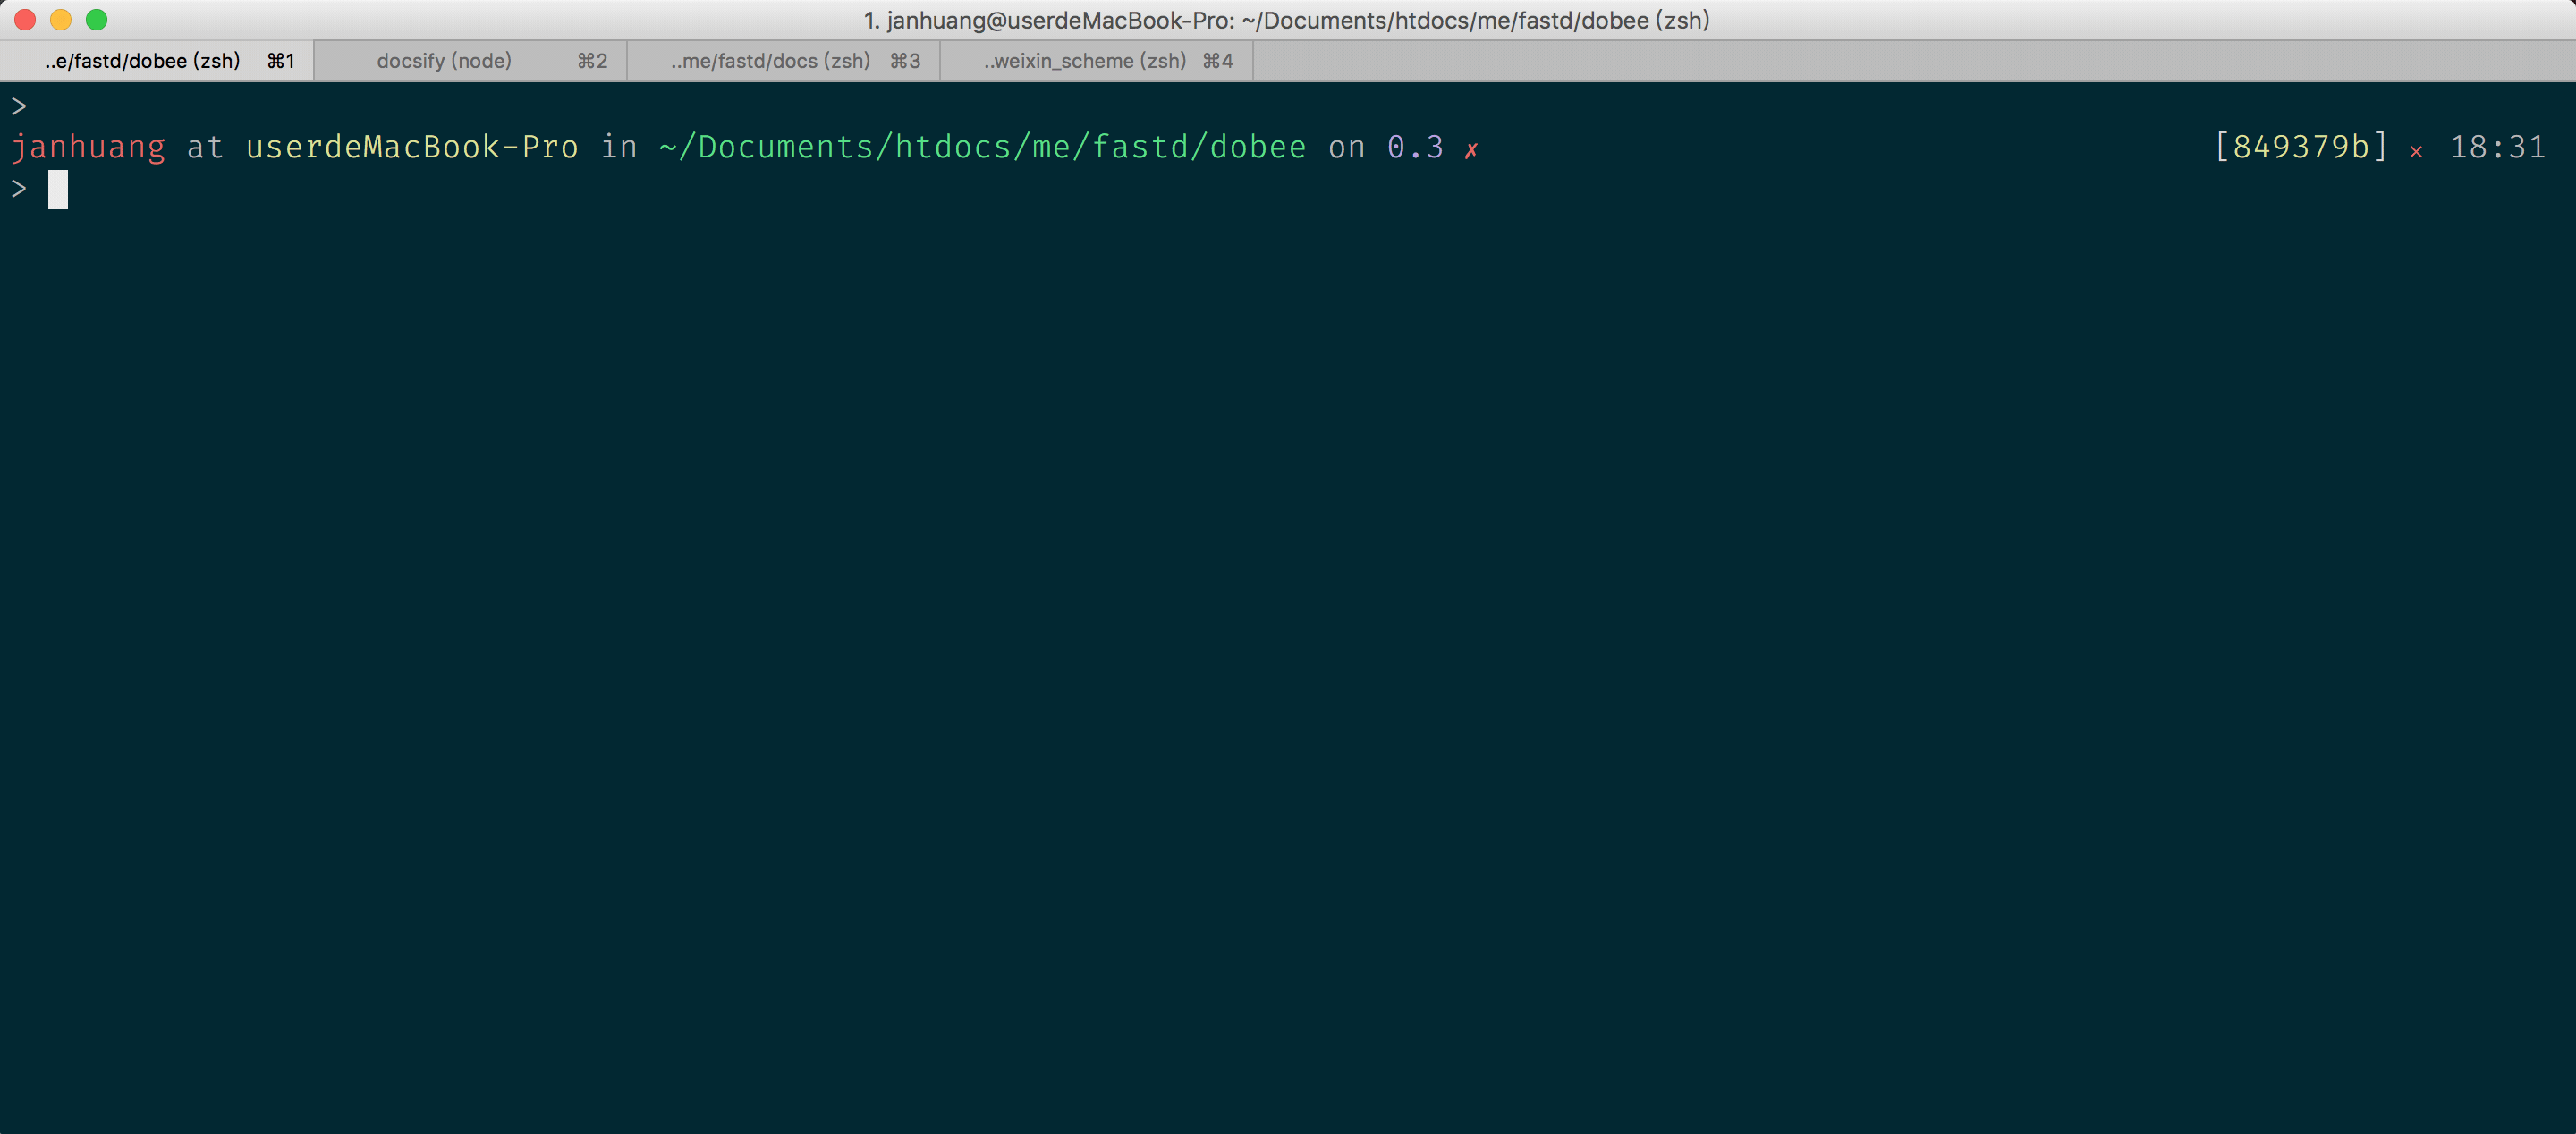 1. janhuang@userdeMacBook-Pro: ~/Documents/htdocs/me/fastd/dobee (zsh)
..e/fastd/dobee (zsh) ⌘1 docsify (node) ⌘2 ..me/fastd/docs (zsh) ⌘3 ..weixin_scheme (zsh) ⌘4
>
janhuang at userdeMacBook-Pro in ~/Documents/htdocs/me/fastd/dobee on 0.3 ✗ [849379b] × 18:31
>